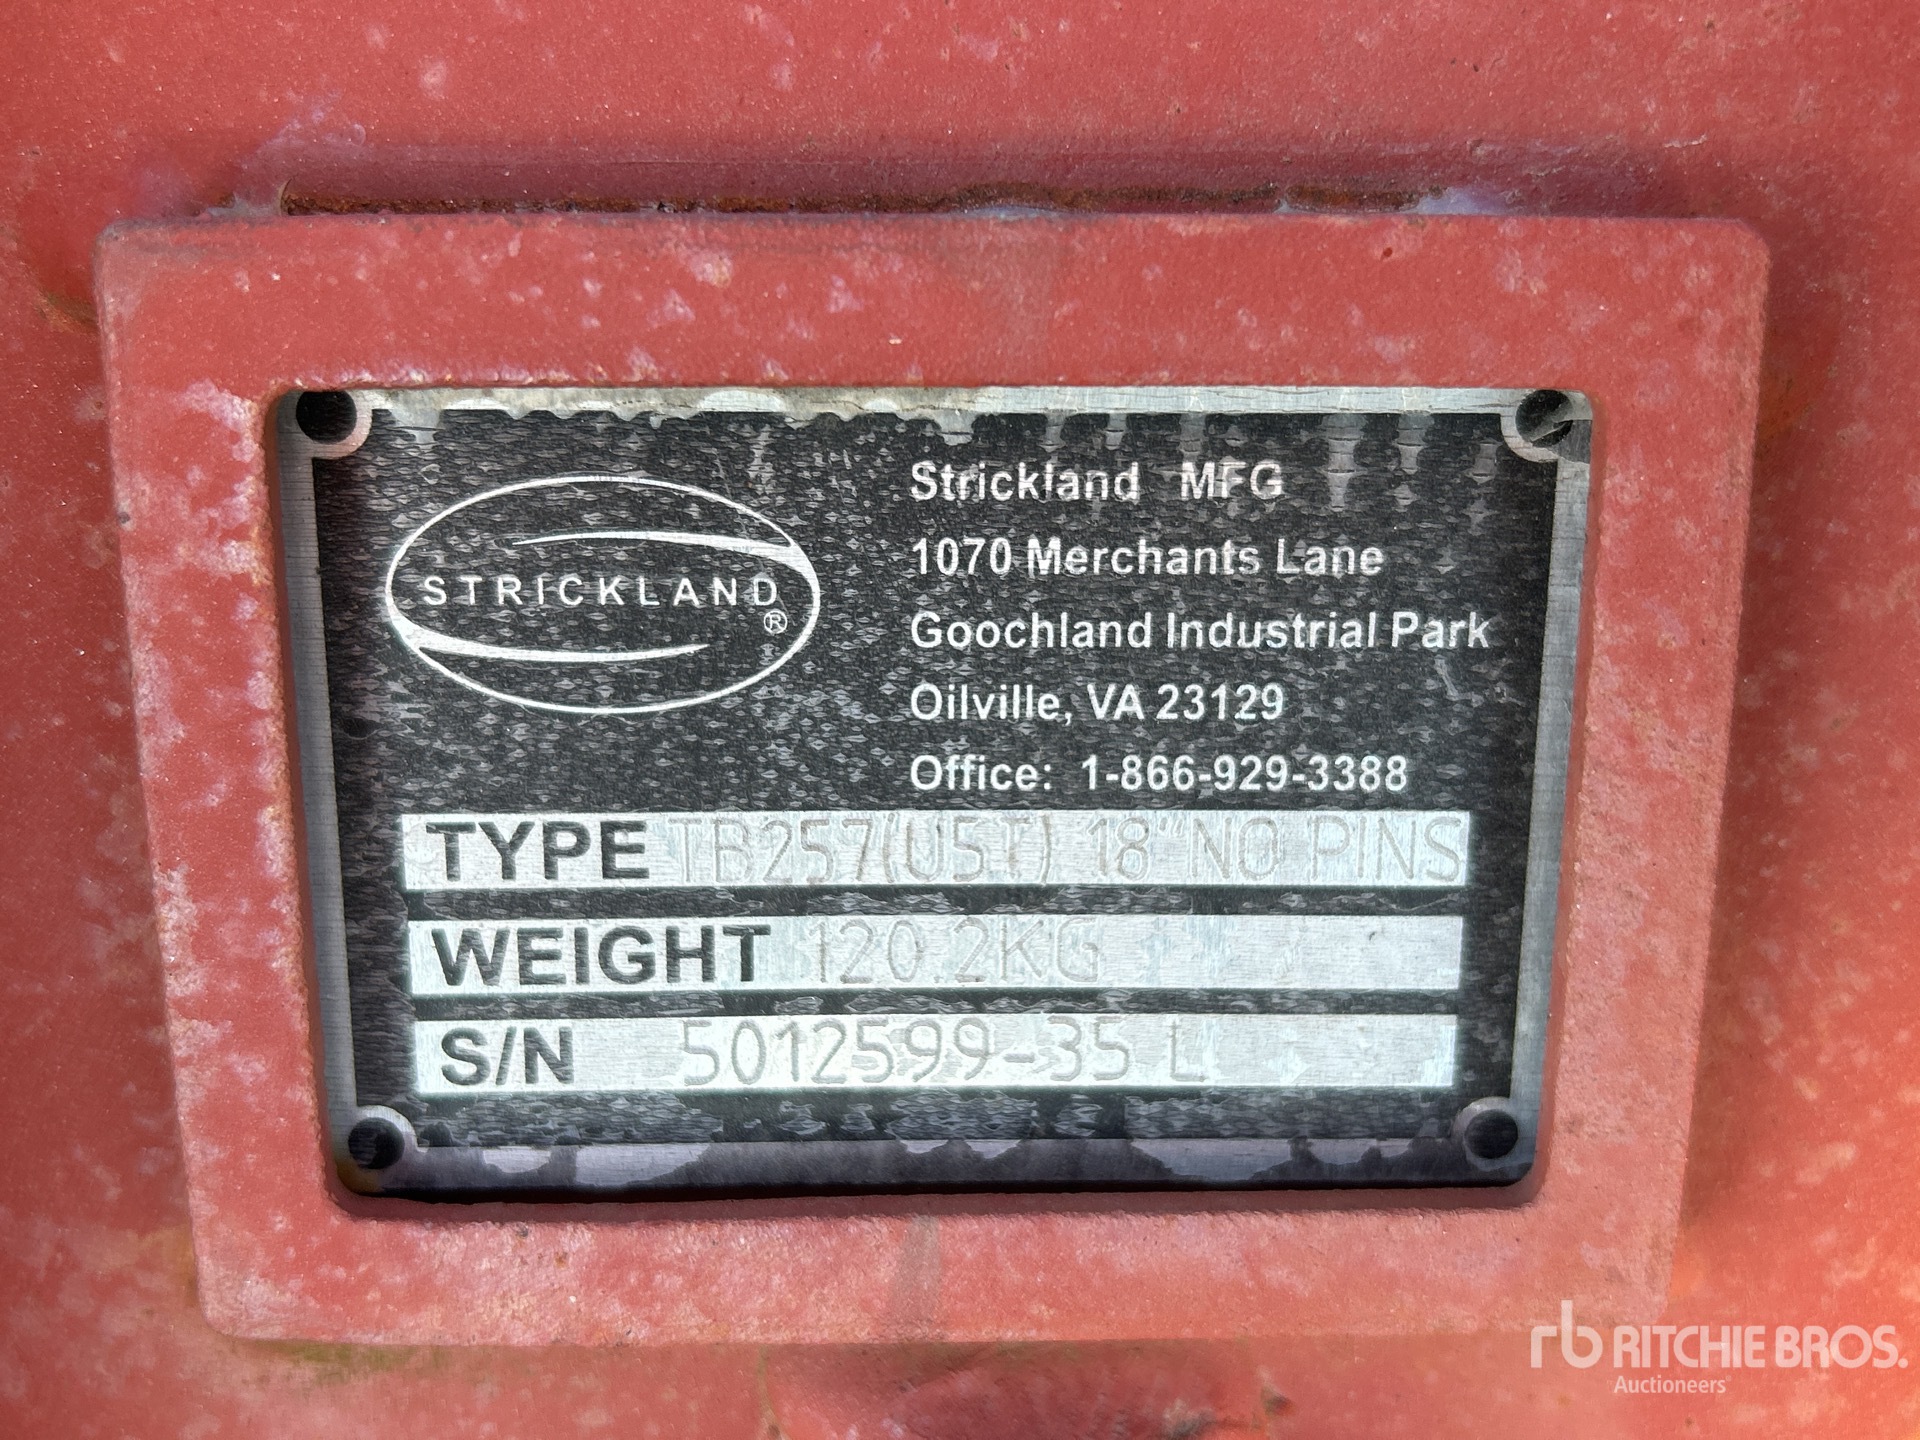 STRICKLAND®
Strickland MFG
1070 Merchants Lane
Goochland Industrial Park
Oilville, VA 23129
Office: 1-866-929-3388
TYPE TB257(U5T) 18" NO PINS
WEIGHT 120.2KG
S/N 5012599-35 L
rb RITCHIE BROS.
Auctioneers